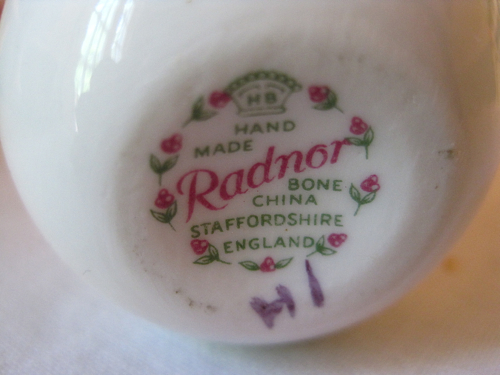 HB
HAND
MADE
Radnor
BONE
CHINA
STAFFORDSHIRE
ENGLAND